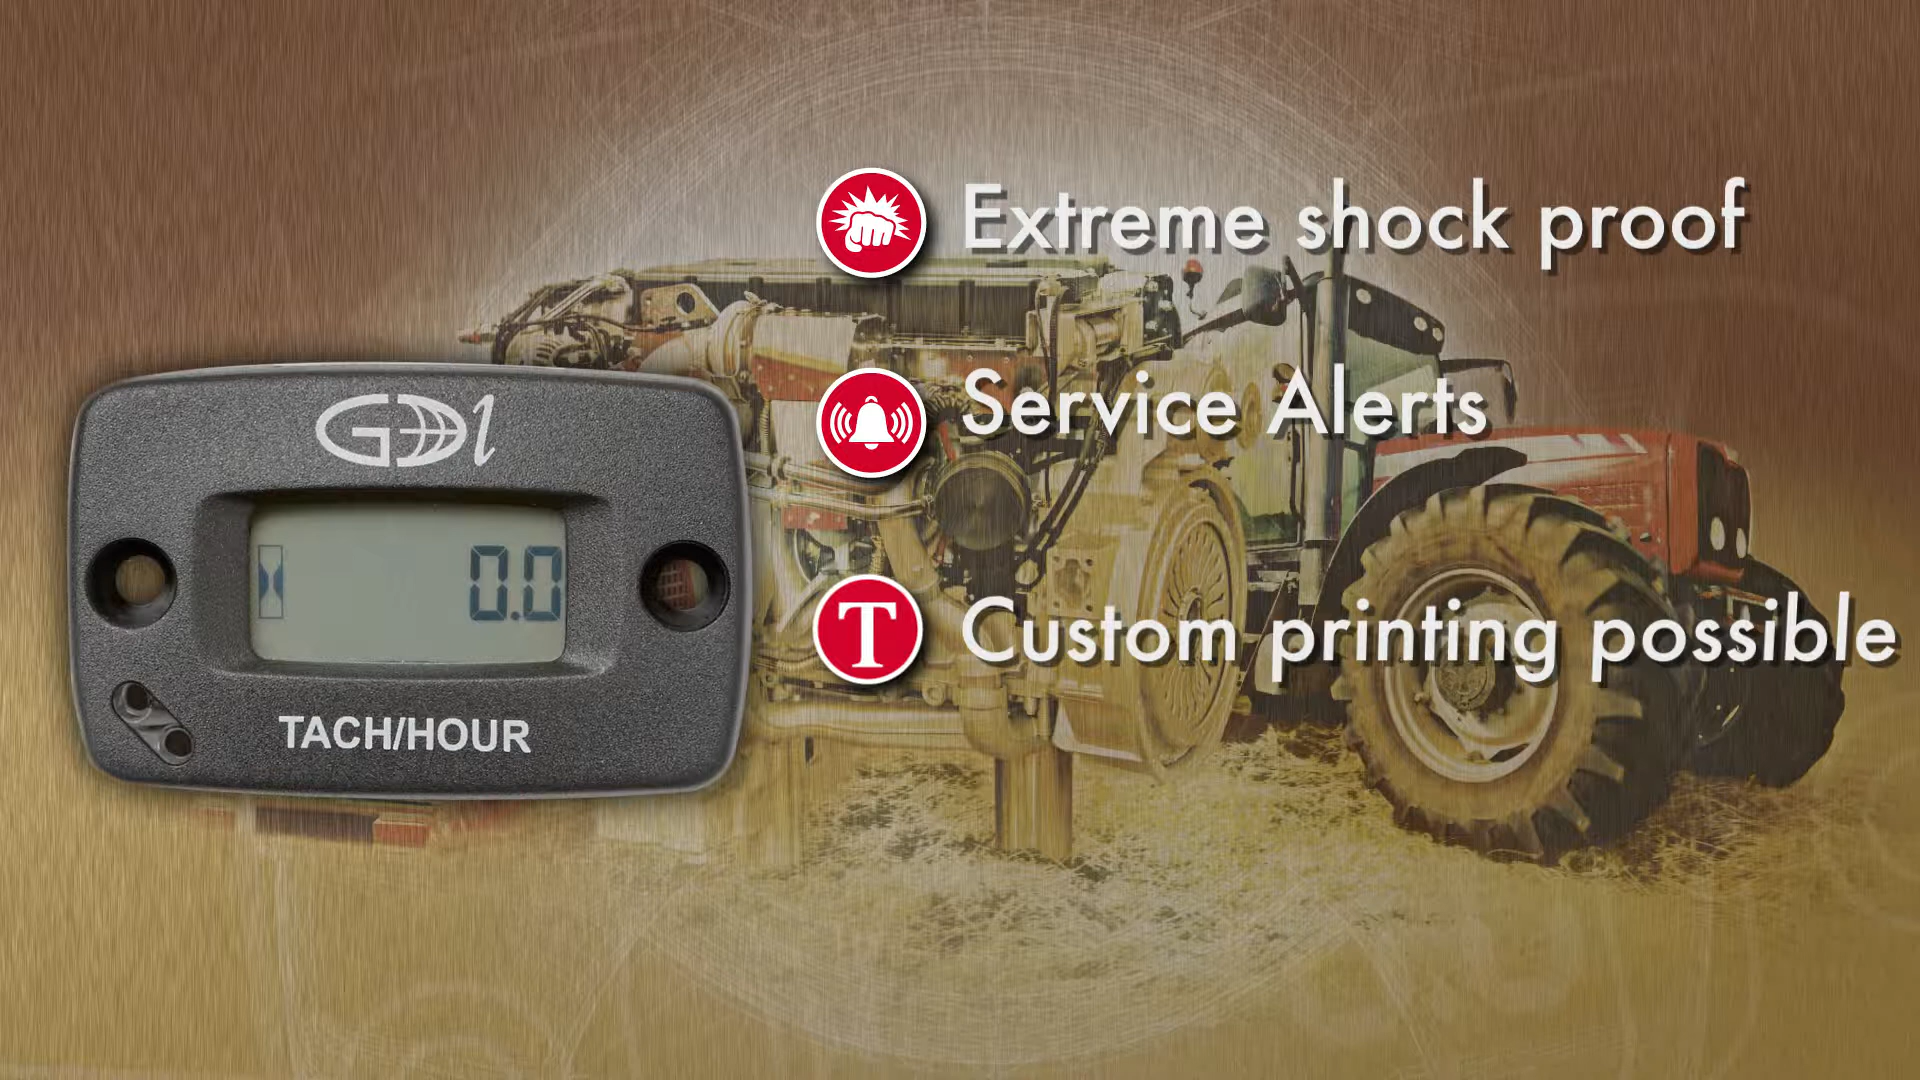 Extreme shock proof
Service Alerts
GDI
0.0
T
Custom printing possible
TACH/HOUR